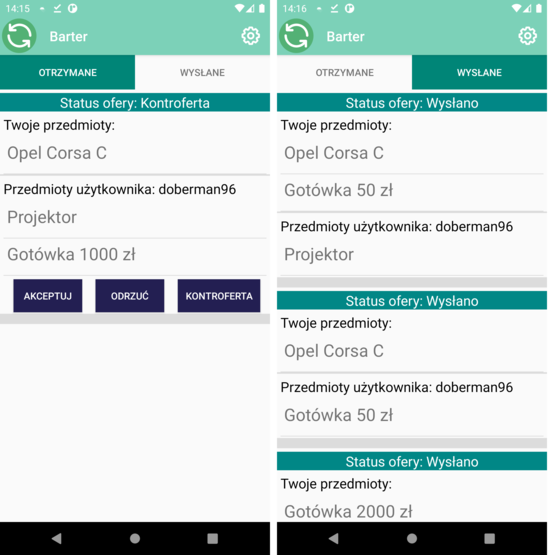 14:15
Barter
OTRZYMANE WYSŁANE
Status ofery: Kontroferta
Twoje przedmioty:
Opel Corsa C
Przedmioty użytkownika: doberman96
Projektor
Gotówka 1000 zł
AKCEPTUJ ODRZUĆ KONTROFERTA
14:16
Barter
OTRZYMANE WYSŁANE
Status ofery: Wysłano
Twoje przedmioty:
Opel Corsa C
Gotówka 50 zł
Przedmioty użytkownika: doberman96
Projektor
Status ofery: Wysłano
Twoje przedmioty:
Opel Corsa C
Przedmioty użytkownika: doberman96
Gotówka 50 zł
Status ofery: Wysłano
Twoje przedmioty:
Gotówka 2000 zł